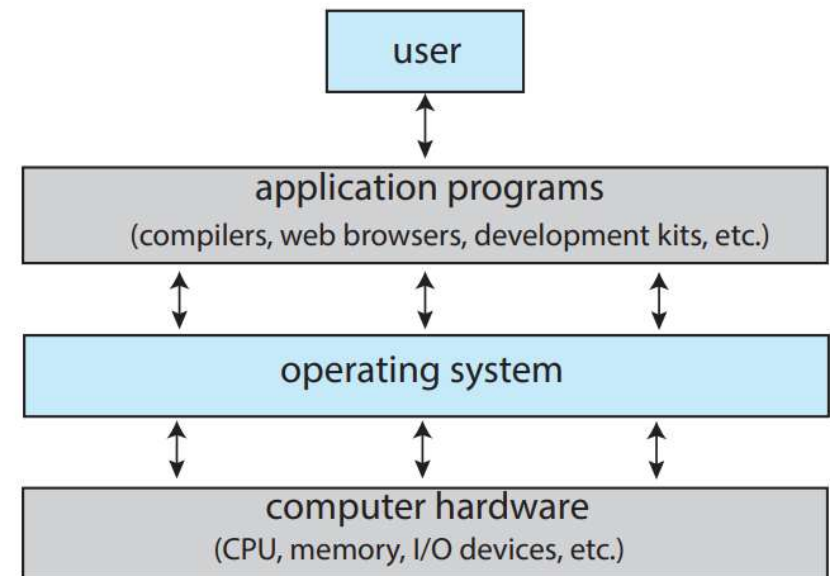 user
application programs
(compilers, web browsers, development kits, etc.)
operating system
computer hardware
(CPU, memory, I/O devices, etc.)